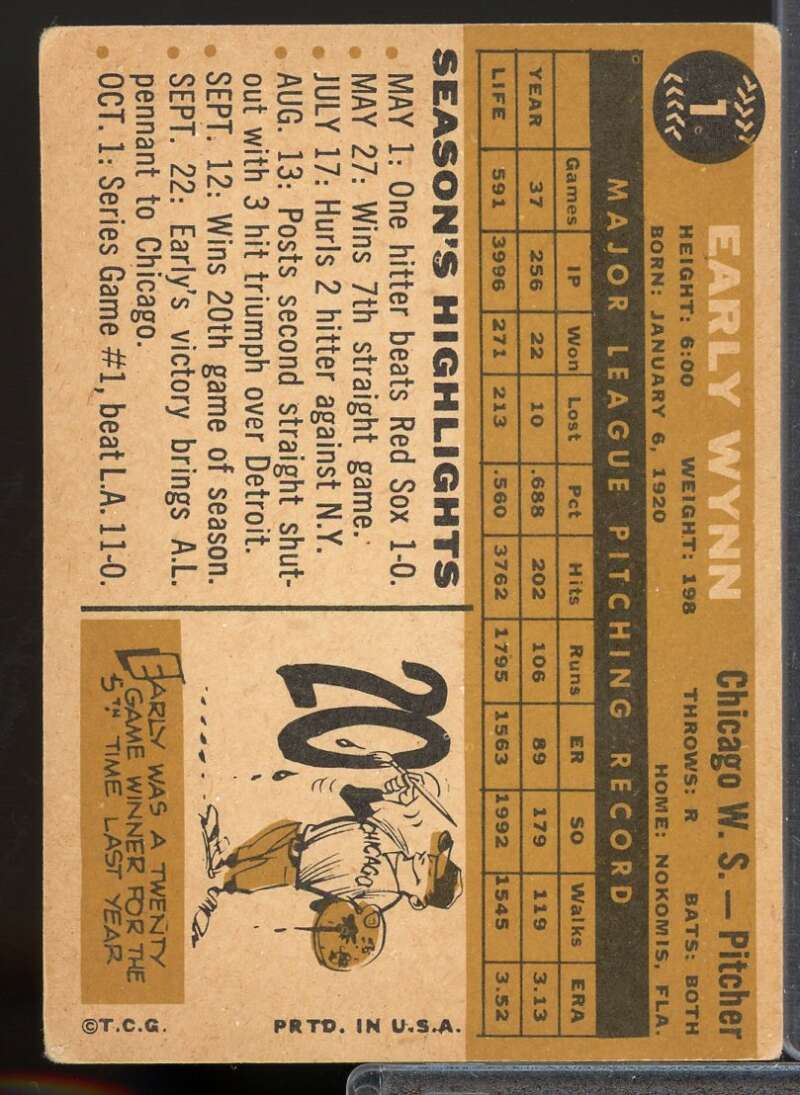 1
EARLY WYNN Chicago W. S. — Pitcher
HEIGHT: 6:00 WEIGHT: 198 THROWS: R BATS: BOTH
BORN: JANUARY 6, 1920 HOME: NOKOMIS, FLA.
MAJOR LEAGUE PITCHING RECORD
Games IP Won Lost Pct Hits Runs ER SO Walks ERA
YEAR 37 256 22 10 .688 202 106 89 179 119 3.13
LIFE 591 3996 271 213 .560 3762 1795 1563 1992 1545 3.52
SEASON'S HIGHLIGHTS
• MAY 1: One hitter beats Red Sox 1-0.
• MAY 27: Wins 7th straight game.
• JULY 17: Hurls 2 hitter against N.Y.
• AUG. 13: Posts second straight shut-
out with 3 hit triumph over Detroit.
• SEPT. 12: Wins 20th game of season.
• SEPT. 22: Early's victory brings A.L.
pennant to Chicago.
• OCT. 1: Series Game #1, beat L.A. 11-0.
20
CHICAGO
EARLY WAS A TWENTY
GAME WINNER FOR THE
5TH TIME LAST YEAR
©T.C.G. PRTD. IN U.S.A.